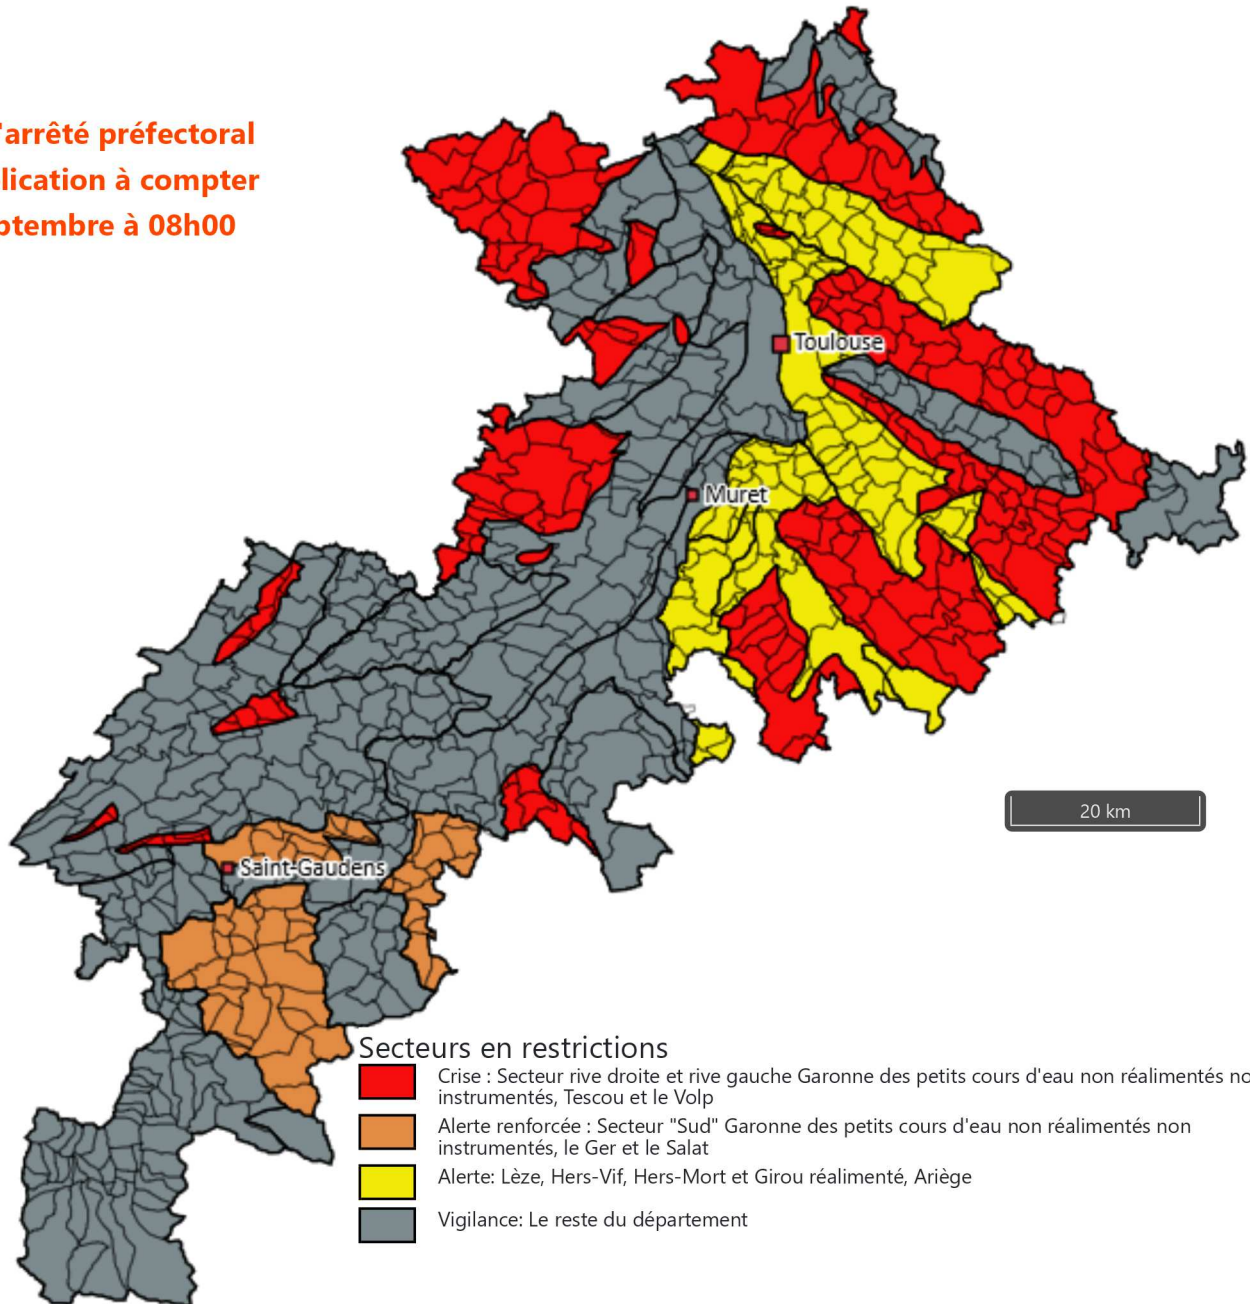 'arrêté préfectoral
lication à compter
ptembre à 08h00
Toulouse
Muret
20 km
Saint-Gaudens
Secteurs en restrictions
Crise : Secteur rive droite et rive gauche Garonne des petits cours d'eau non réalimentés no
instrumentés, Tescou et le Volp
Alerte renforcée : Secteur "Sud" Garonne des petits cours d'eau non réalimentés non
instrumentés, le Ger et le Salat
Alerte: Lèze, Hers-Vif, Hers-Mort et Girou réalimenté, Ariège
Vigilance: Le reste du département